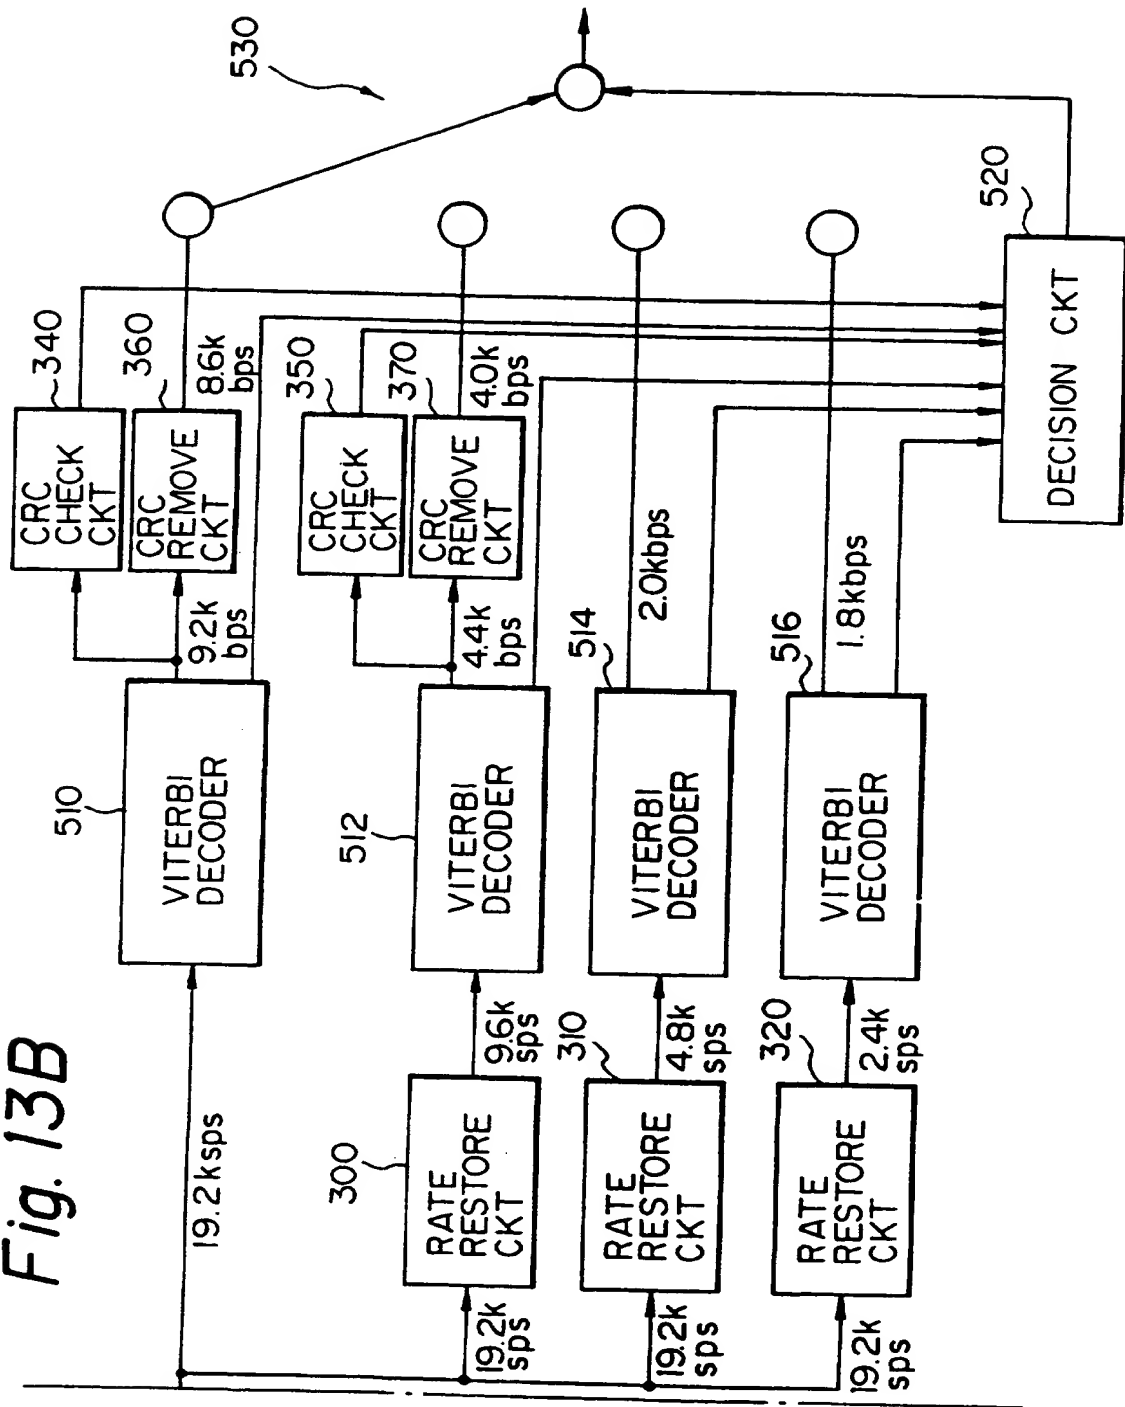 Fig. 13B
19.2ksps
510
VITERBI
DECODER
9.2k
bps
CRC
CHECK
CKT
340
CRC
REMOVE
CKT
360
8.6k
bps
530
19.2k
sps
300
RATE
RESTORE
CKT
9.6k
sps
512
VITERBI
DECODER
4.4k
bps
CRC
CHECK
CKT
350
CRC
REMOVE
CKT
370
4.0k
bps
19.2k
sps
310
RATE
RESTORE
CKT
4.8k
sps
514
VITERBI
DECODER
2.0kbps
19.2k
sps
320
RATE
RESTORE
CKT
2.4k
sps
516
VITERBI
DECODER
1.8kbps
520
DECISION CKT